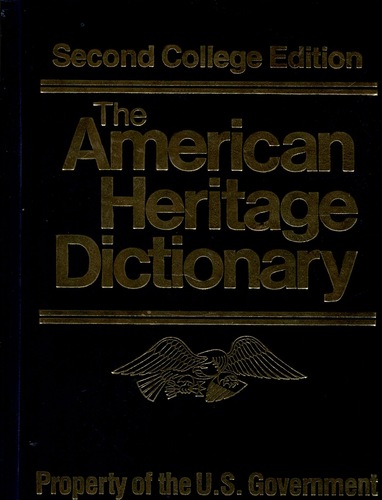 Second College Edition
The
American
Heritage
Dictionary
Property of the U.S. Government